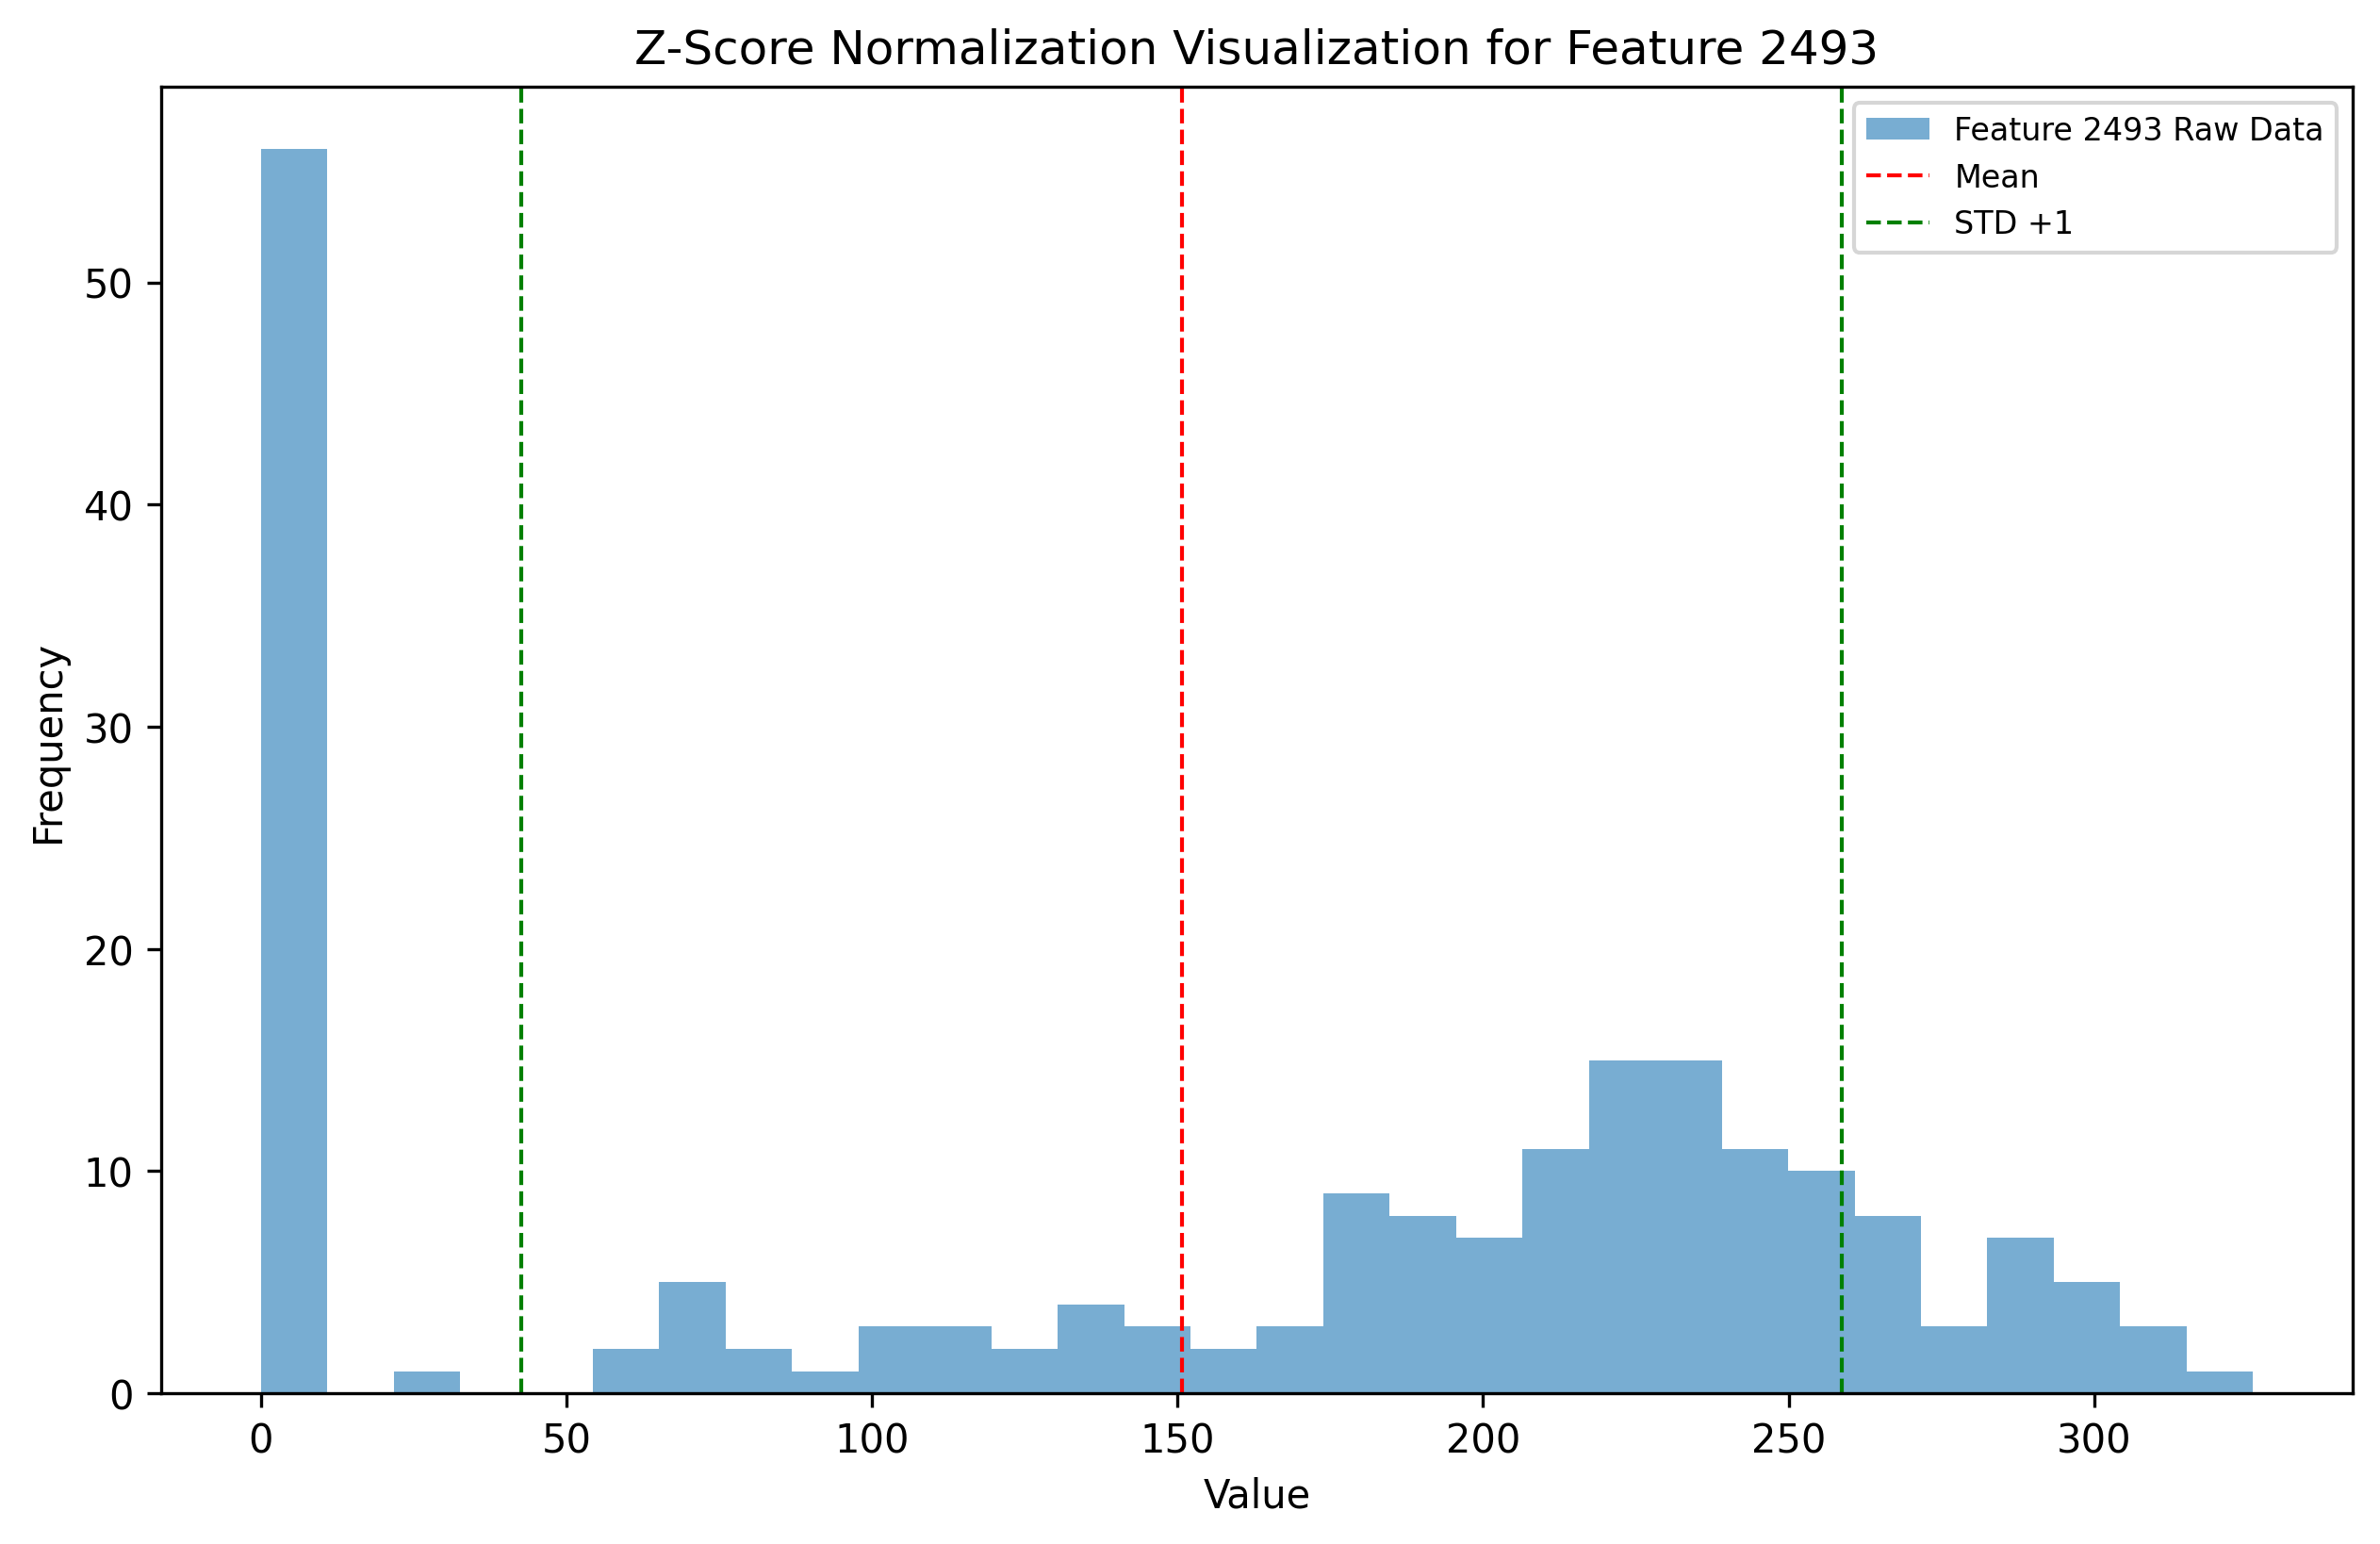 Z-Score Normalization Visualization for Feature 2493
Feature 2493 Raw Data
Mean
STD +1
Frequency
50
40
30
20
10
0
0 50 100 150 200 250 300
Value